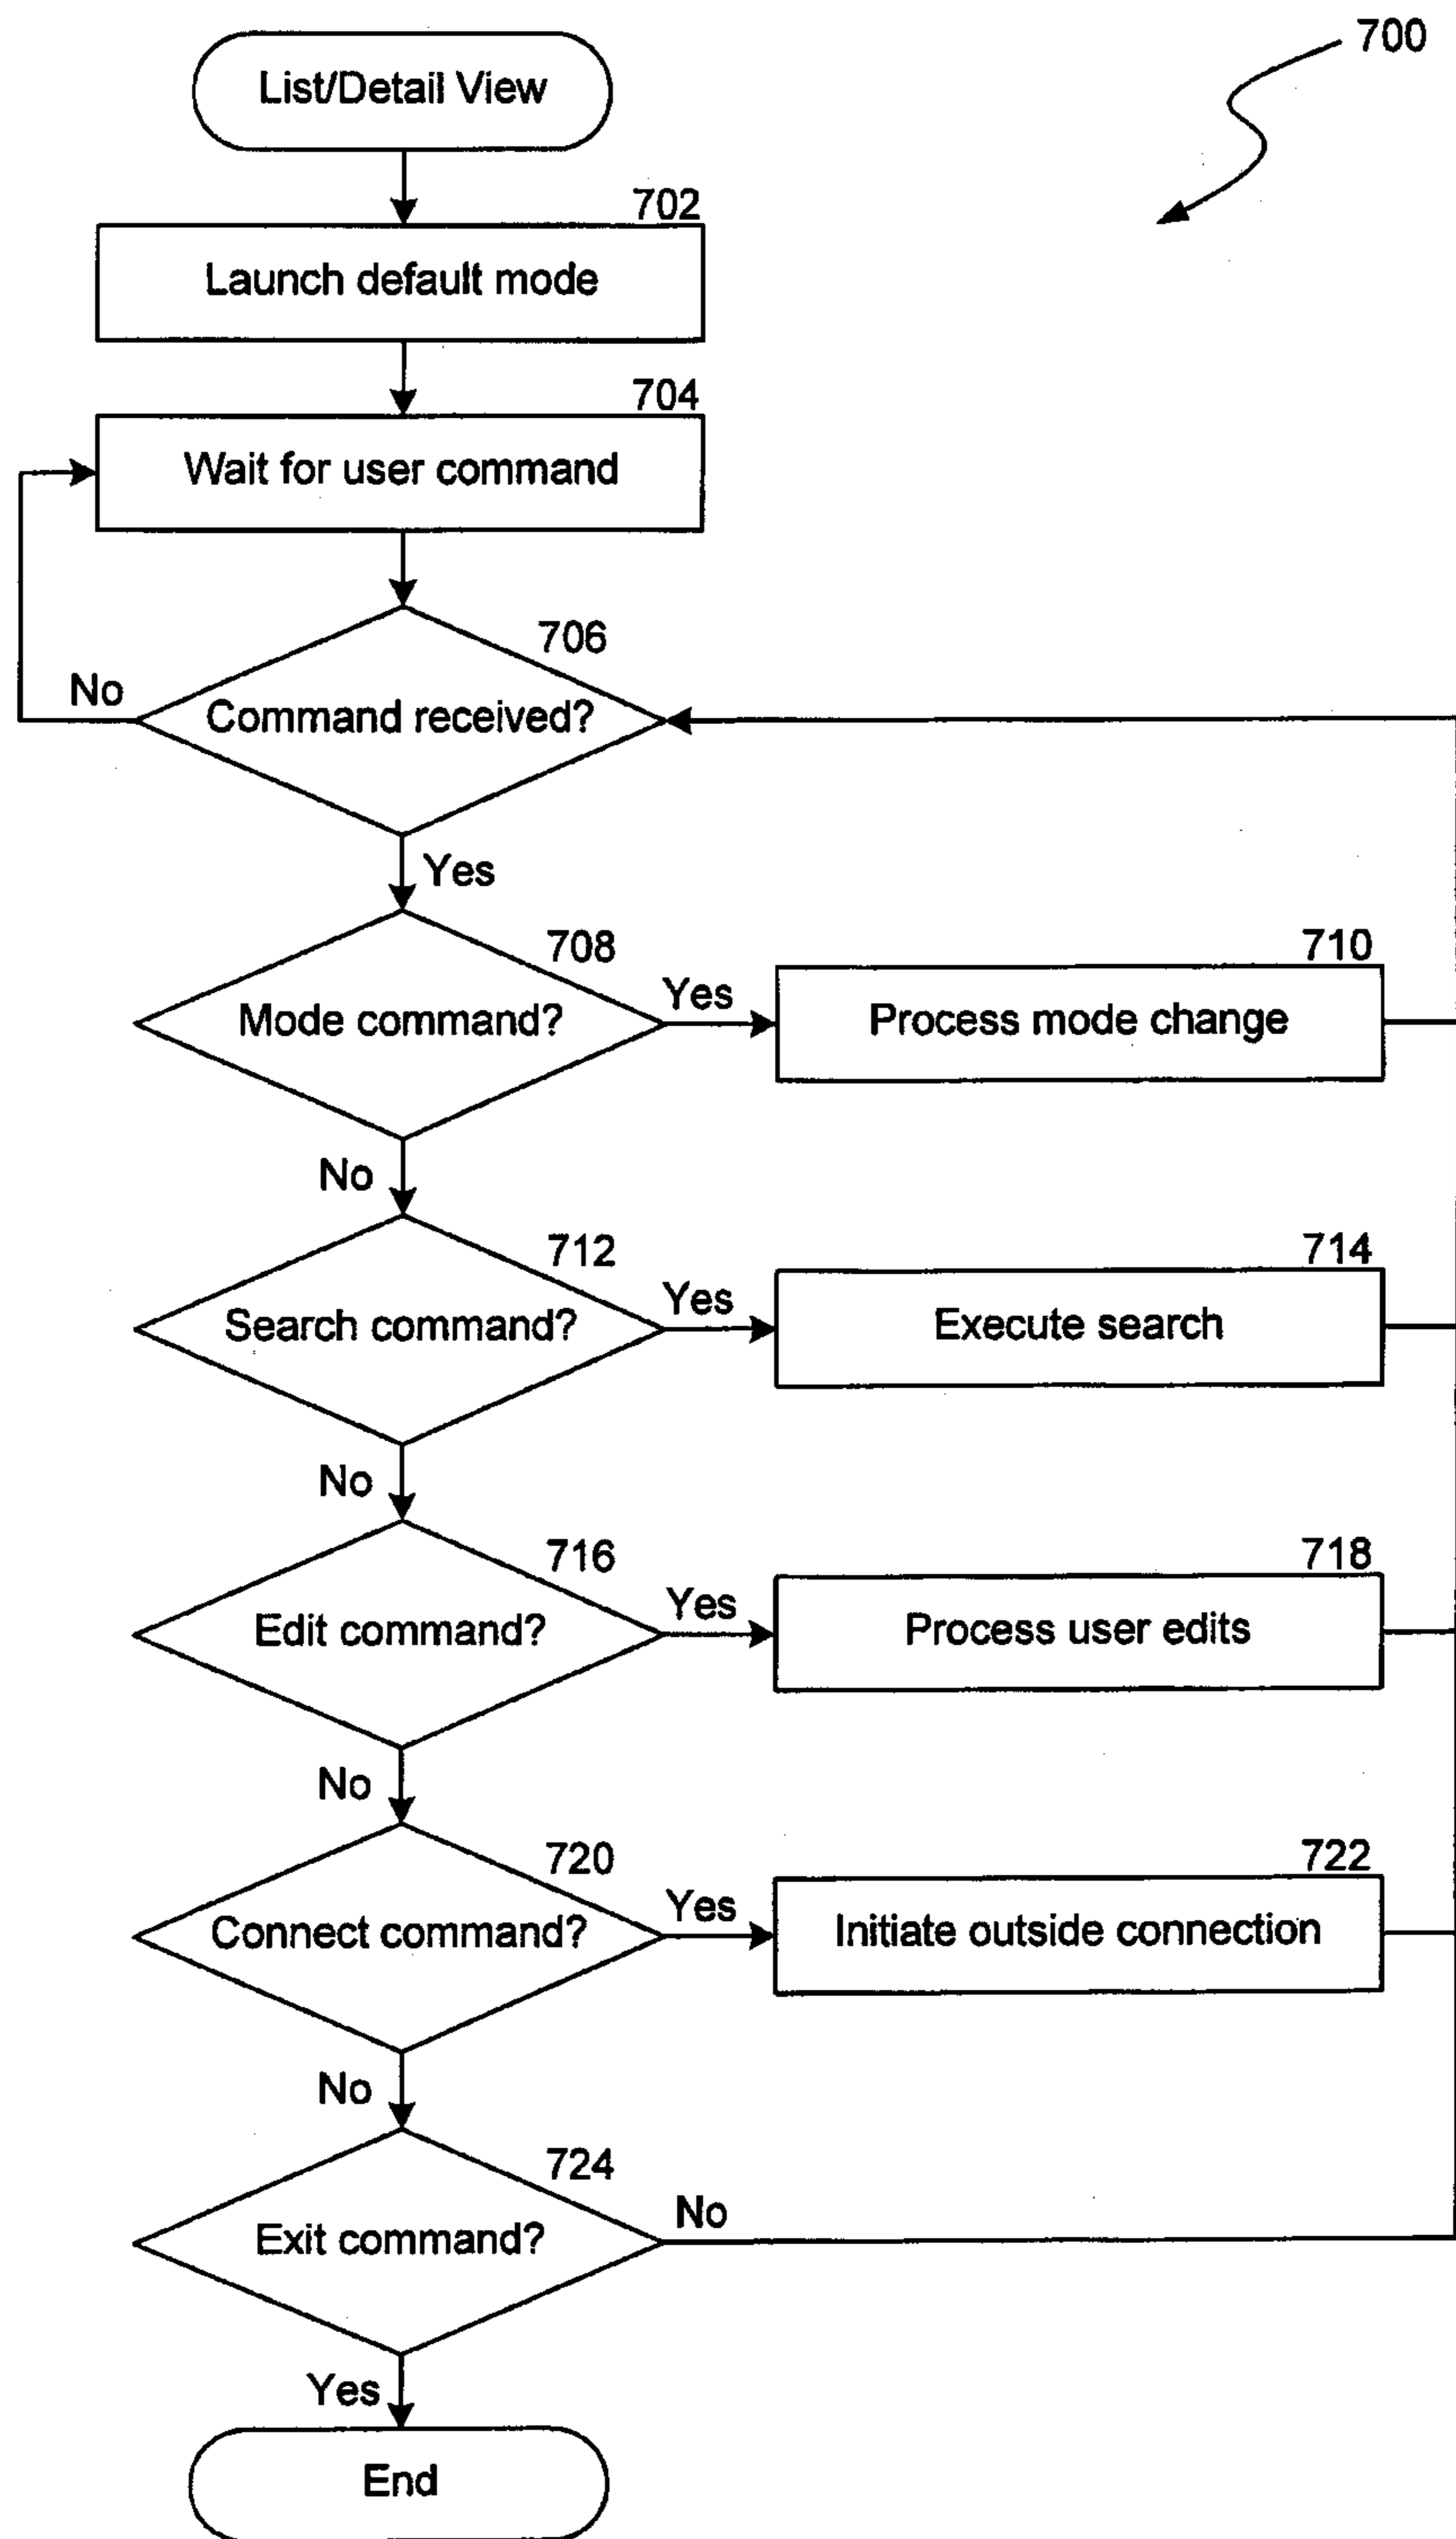 700
List/Detail View
702
Launch default mode
704
Wait for user command
706
No
Command received?
Yes
708
Mode command?
Yes
710
Process mode change
No
712
Search command?
Yes
714
Execute search
No
716
Edit command?
Yes
718
Process user edits
No
720
Connect command?
Yes
722
Initiate outside connection
No
724
Exit command?
No
Yes
End